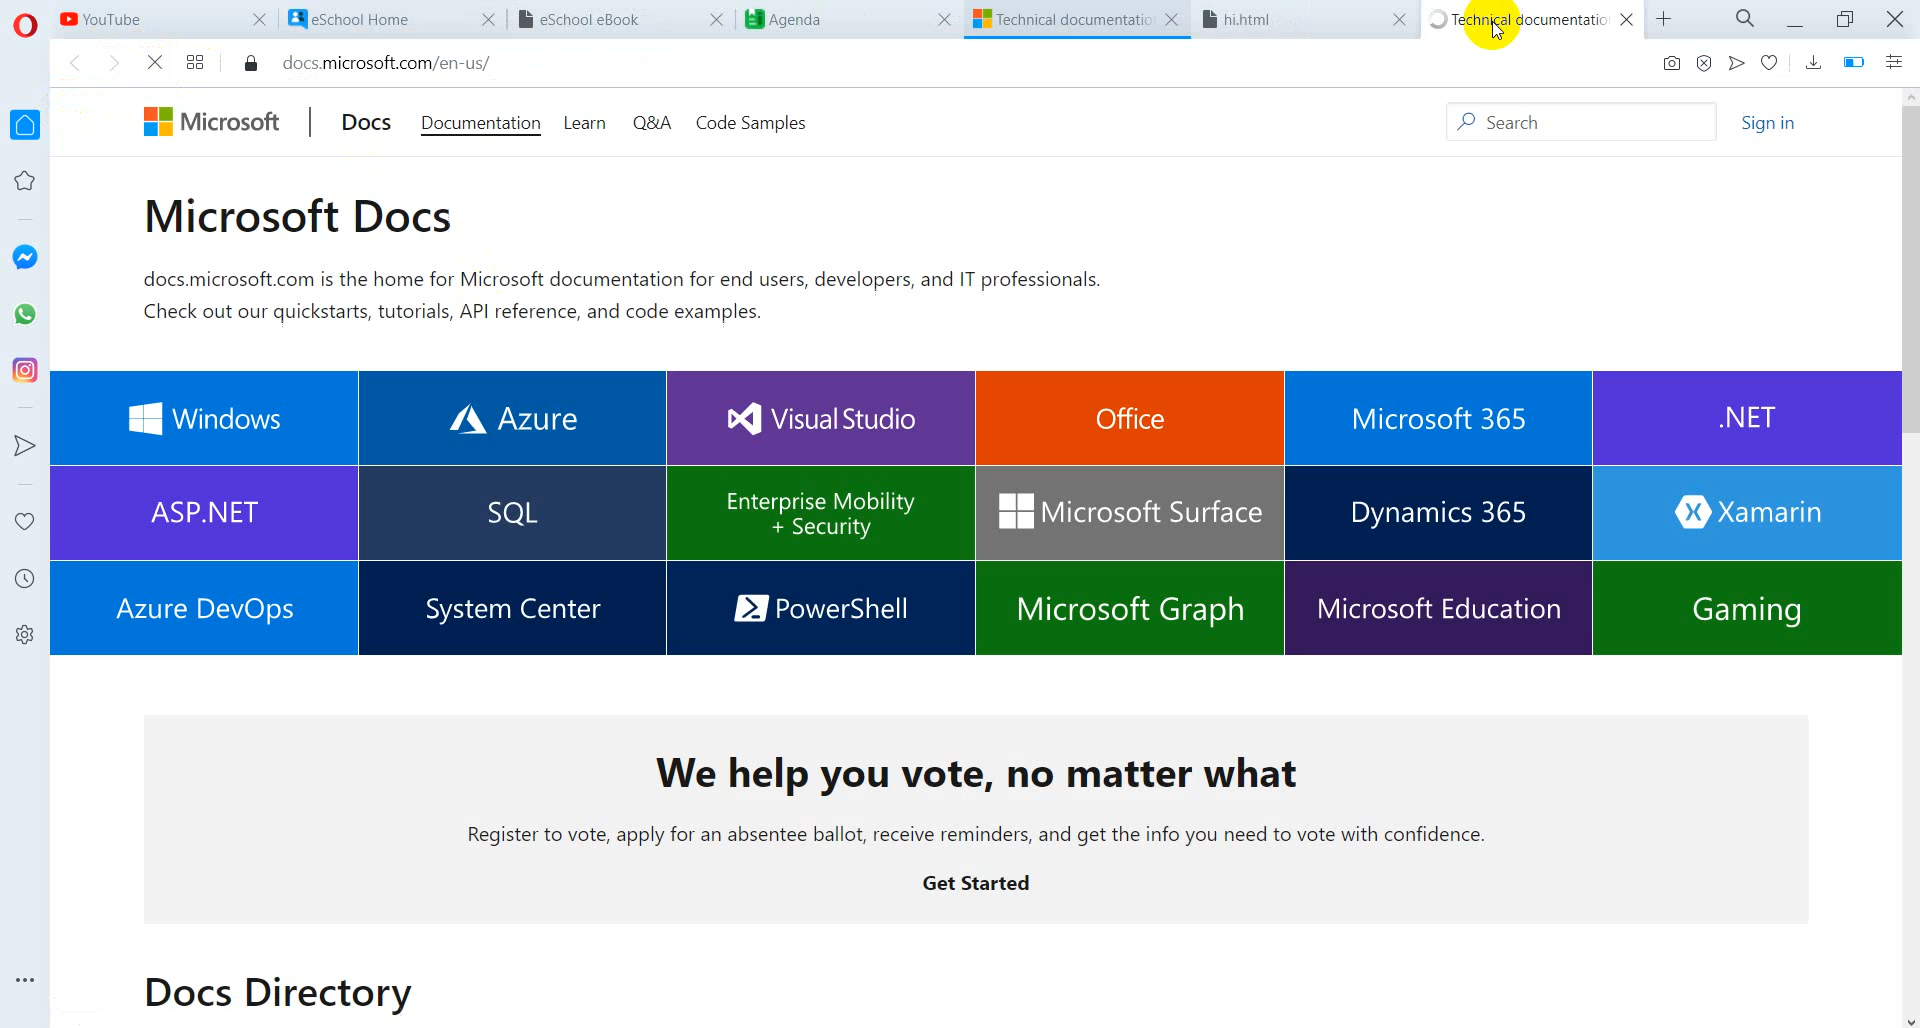 YouTube
eSchool Home
eSchool eBook
Agenda
Technical documentatio
hi.html
Technical documentatio
docs.microsoft.com/en-us/
Microsoft
Docs
Documentation
Learn
Q&A
Code Samples
Search
Sign in
Microsoft Docs
docs.microsoft.com is the home for Microsoft documentation for end users, developers, and IT professionals.
Check out our quickstarts, tutorials, API reference, and code examples.
Windows
Azure
Visual Studio
Office
Microsoft 365
.NET
ASP.NET
SQL
Enterprise Mobility
+ Security
Microsoft Surface
Dynamics 365
Xamarin
Azure DevOps
System Center
PowerShell
Microsoft Graph
Microsoft Education
Gaming
We help you vote, no matter what
Register to vote, apply for an absentee ballot, receive reminders, and get the info you need to vote with confidence.
Get Started
Docs Directory